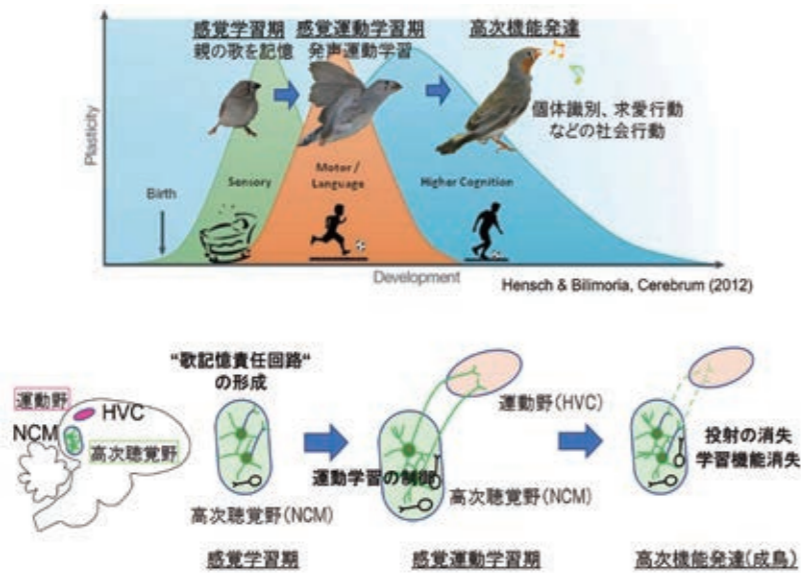 感覚学習期
親の歌を記憶
感覚運動学習期
発声運動学習
高次機能発達
個体識別、求愛行動
などの社会行動
Plasticity
Birth
Sensory
Motor /
Language
Higher Cognition
Development
Hensch & Bilimoria, Cerebrum (2012)
運動野
HVC
NCM
高次聴覚野
“歌記憶責任回路“
の形成
高次聴覚野(NCM)
感覚学習期
運動野(HVC)
運動学習の制御
高次聴覚野(NCM)
感覚運動学習期
投射の消失
学習機能消失
高次機能発達(成鳥)